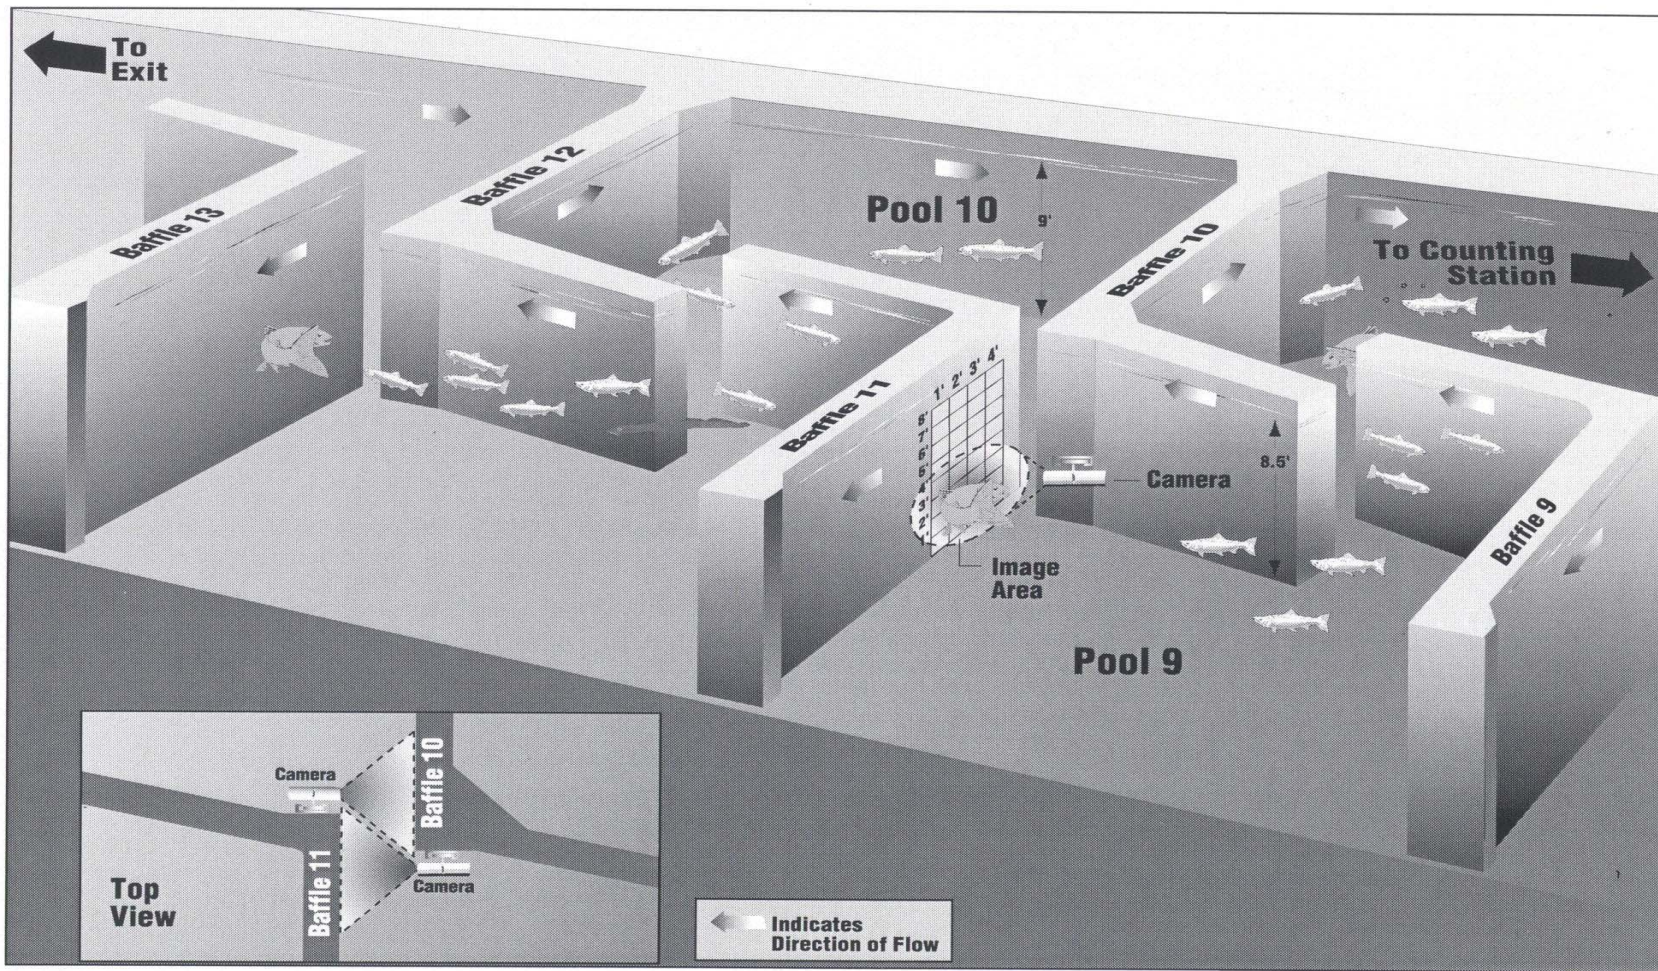 To
Exit
Baffle 13
Baffle 12
Pool 10
9'
Baffle 10
To Counting
Station
Baffle 11
1' 2' 3' 4'
8'
7'
6'
5'
4'
3'
2'
1'
Camera
8.5'
Image
Area
Baffle 9
Pool 9
Camera
Baffle 10
Baffle 11
Camera
Top
View
Indicates
Direction of Flow